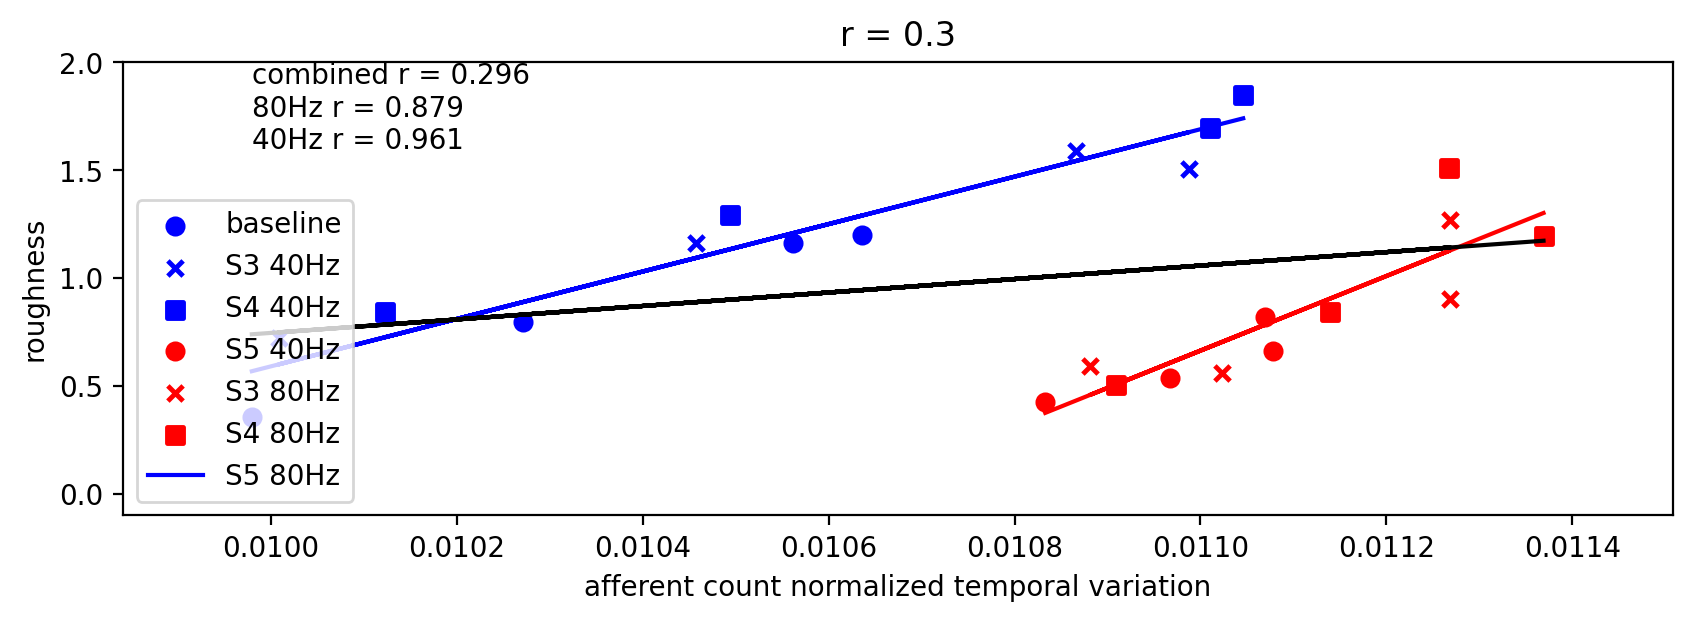 r = 0.3
combined r = 0.296
80Hz r = 0.879
40Hz r = 0.961
baseline
S3 40Hz
S4 40Hz
S5 40Hz
S3 80Hz
S4 80Hz
S5 80Hz
roughness
2.0
1.5
1.0
0.5
0.0
0.0100 0.0102 0.0104 0.0106 0.0108 0.0110 0.0112 0.0114
afferent count normalized temporal variation